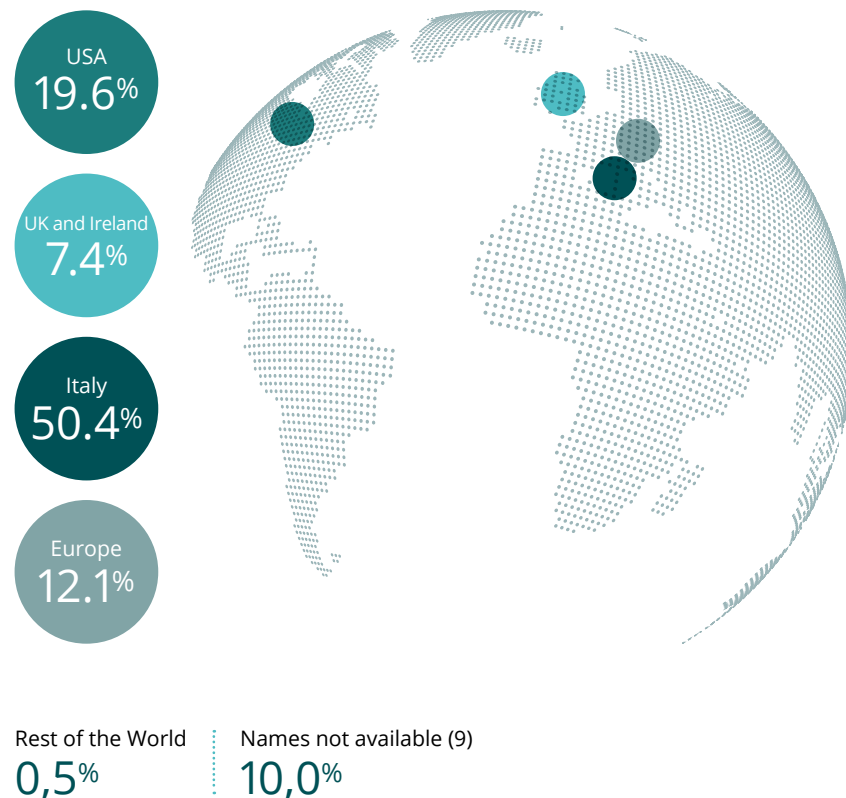 USA
19.6%
UK and Ireland
7.4%
Italy
50.4%
Europe
12.1%
Rest of the World
0,5%
Names not available (9)
10,0%